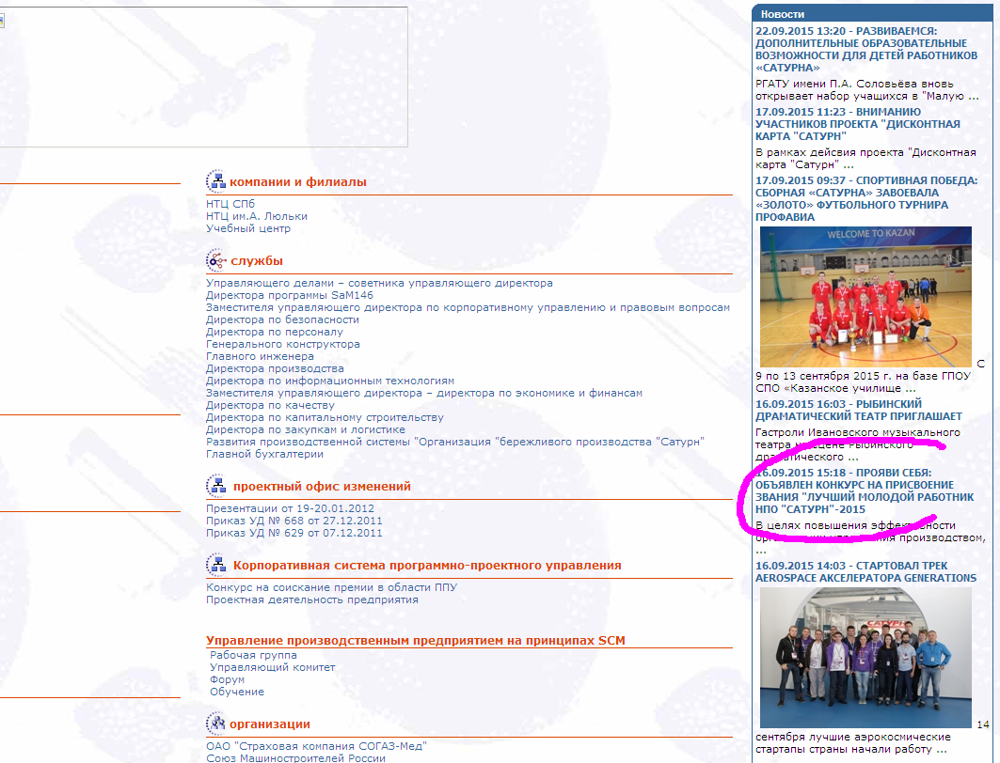 компании и филиалы
НТЦ СПб
НТЦ им.А. Люльки
Учебный центр
службы
Управляющего делами – советника управляющего директора
Директора программы SaM146
Заместителя управляющего директора по корпоративному управлению и правовым вопросам
Директора по безопасности
Директора по персоналу
Генерального конструктора
Главного инженера
Директора производства
Директора по информационным технологиям
Заместителя управляющего директора – директора по экономике и финансам
Директора по качеству
Директора по капитальному строительству
Директора по закупкам и логистике
Развития производственной системы "Организация "бережливого производства "Сатурн"
Главной бухгалтерии
проектный офис изменений
Презентации от 19-20.01.2012
Приказ УД № 668 от 27.12.2011
Приказ УД № 629 от 07.12.2011
Корпоративная система программно-проектного управления
Конкурс на соискание премии в области ППУ
Проектная деятельность предприятия
Управление производственным предприятием на принципах SCM
Рабочая группа
Управляющий комитет
Форум
Обучение
организации
ОАО "Страховая компания СОГАЗ-Мед"
Союз Машиностроителей России
Новости
22.09.2015 13:20 - РАЗВИВАЕМСЯ:
ДОПОЛНИТЕЛЬНЫЕ ОБРАЗОВАТЕЛЬНЫЕ
ВОЗМОЖНОСТИ ДЛЯ ДЕТЕЙ РАБОТНИКОВ
«САТУРНА»
РГАТУ имени П.А. Соловьёва вновь
открывает набор учащихся в "Малую ...
17.09.2015 11:23 - ВНИМАНИЮ
УЧАСТНИКОВ ПРОЕКТА "ДИСКОНТНАЯ
КАРТА "САТУРН"
В рамках дейсвия проекта "Дисконтная
карта "Сатурн" ...
17.09.2015 09:37 - СПОРТИВНАЯ ПОБЕДА:
СБОРНАЯ «САТУРНА» ЗАВОЕВАЛА
«ЗОЛОТО» ФУТБОЛЬНОГО ТУРНИРА
ПРОФАВИА
WELCOME TO KAZAN
С
9 по 13 сентября 2015 г. на базе ГПОУ
СПО «Казанское училище ...
16.09.2015 16:03 - РЫБИНСКИЙ
ДРАМАТИЧЕСКИЙ ТЕАТР ПРИГЛАШАЕТ
Гастроли Ивановского музыкального
театра на сцене Рыбинского
драматического ...
16.09.2015 15:18 - ПРОЯВИ СЕБЯ:
ОБЪЯВЛЕН КОНКУРС НА ПРИСВОЕНИЕ
ЗВАНИЯ "ЛУЧШИЙ МОЛОДОЙ РАБОТНИК
НПО "САТУРН"-2015
В целях повышения эффективности
производством,
...
16.09.2015 14:03 - СТАРТОВАЛ ТРЕК
AEROSPACE АКСЕЛЕРАТОРА GENERATIONS
САТУРН
14
сентября лучшие аэрокосмические
стартапы страны начали работу ...